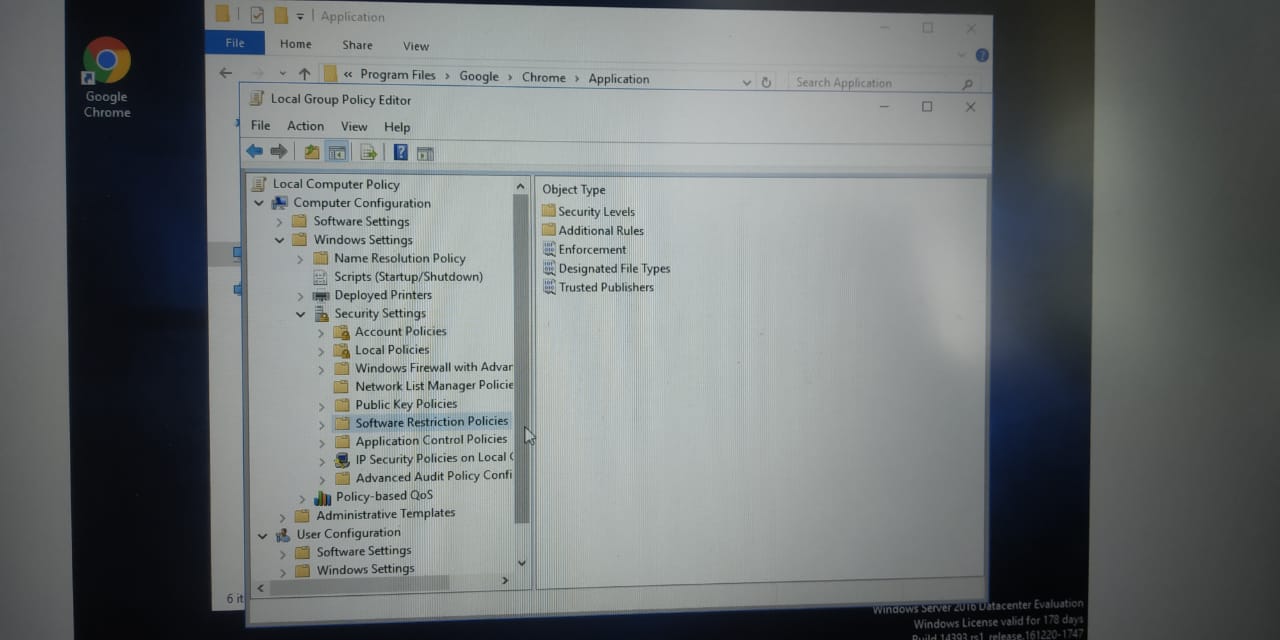 Google
Chrome
Application
File
Home
Share
View
« Program Files > Google > Chrome > Application
Search Application
Local Group Policy Editor
File
Action
View
Help
Local Computer Policy
Computer Configuration
Software Settings
Windows Settings
Name Resolution Policy
Scripts (Startup/Shutdown)
Deployed Printers
Security Settings
Account Policies
Local Policies
Windows Firewall with Advan
Network List Manager Policie
Public Key Policies
Software Restriction Policies
Application Control Policies
IP Security Policies on Local C
Advanced Audit Policy Confi
Policy-based QoS
Administrative Templates
User Configuration
Software Settings
Windows Settings
Object Type
Security Levels
Additional Rules
Enforcement
Designated File Types
Trusted Publishers
6 it
Windows Server 2016 Datacenter Evaluation
Windows License valid for 178 days
Build 14393.rs1_release.161220-1747